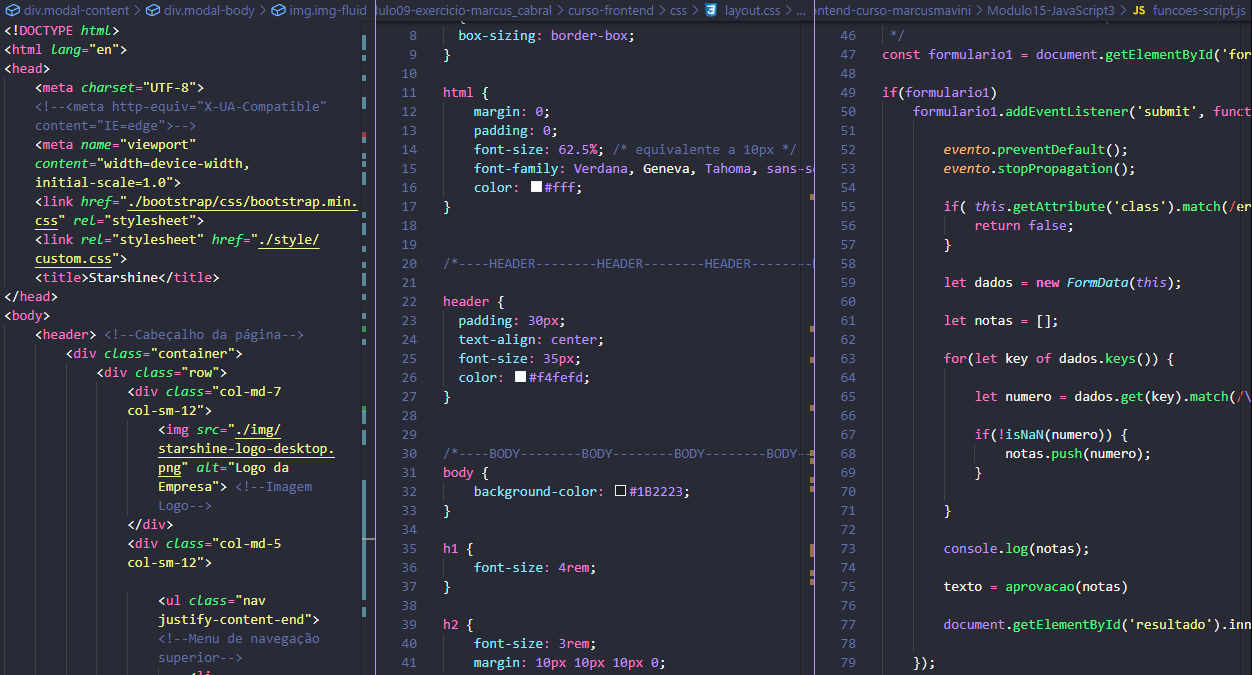 div.modal-content > div.modal-body > img.img-fluid
<!DOCTYPE html>
<html lang="en">
<head>
<meta charset="UTF-8">
<!--<meta http-equiv="X-UA-Compatible"
content="IE=edge">-->
<meta name="viewport"
content="width=device-width,
initial-scale=1.0">
<link href="./bootstrap/css/bootstrap.min.
css" rel="stylesheet">
<link rel="stylesheet" href="./style/
custom.css">
<title>Starshine</title>
</head>
<body>
<header> <!--Cabeçalho da página-->
<div class="container">
<div class="row">
<div class="col-md-7
col-sm-12">
<img src="./img/
starshine-logo-desktop.
png" alt="Logo da
Empresa"> <!--Imagem
Logo-->
</div>
<div class="col-md-5
col-sm-12">
<ul class="nav
justify-content-end">
<!--Menu de navegação
superior-->
<li
ulo09-exercicio-marcus_cabral > curso-frontend > css > layout.css > ...
8 box-sizing: border-box;
9 }
10
11 html {
12 margin: 0;
13 padding: 0;
14 font-size: 62.5%; /* equivalente a 10px */
15 font-family: Verdana, Geneva, Tahoma, sans-s
16 color: #fff;
17 }
18
19
20 /*----HEADER--------HEADER--------HEADER--------
21
22 header {
23 padding: 30px;
24 text-align: center;
25 font-size: 35px;
26 color: #f4fefd;
27 }
28
29
30 /*----BODY--------BODY--------BODY--------BODY--
31 body {
32 background-color: #1B2223;
33 }
34
35 h1 {
36 font-size: 4rem;
37 }
38
39 h2 {
40 font-size: 3rem;
41 margin: 10px 10px 10px 0;
ntend-curso-marcusmavini > Modulo15-JavaScript3 > JS funcoes-script.js
46 */
47 const formulario1 = document.getElementById('for
48
49 if(formulario1)
50 formulario1.addEventListener('submit', funct
51
52 evento.preventDefault();
53 evento.stopPropagation();
54
55 if( this.getAttribute('class').match(/er
56 return false;
57 }
58
59 let dados = new FormData(this);
60
61 let notas = [];
62
63 for(let key of dados.keys()) {
64
65 let numero = dados.get(key).match(/\
66
67 if(!isNaN(numero)) {
68 notas.push(numero);
69 }
70
71 }
72
73 console.log(notas);
74
75 texto = aprovacao(notas)
76
77 document.getElementById('resultado').inn
78
79 });